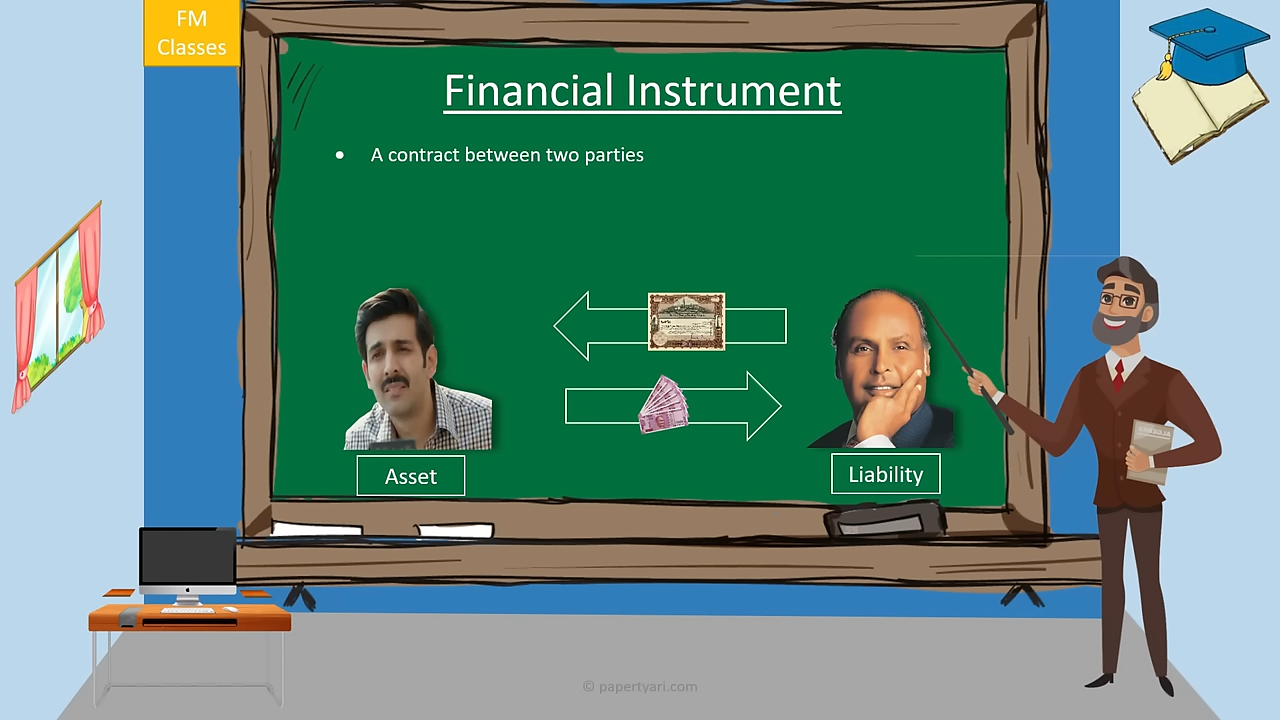 FM
Classes
Financial Instrument
• A contract between two parties
Asset
Liability
© papertyari.com